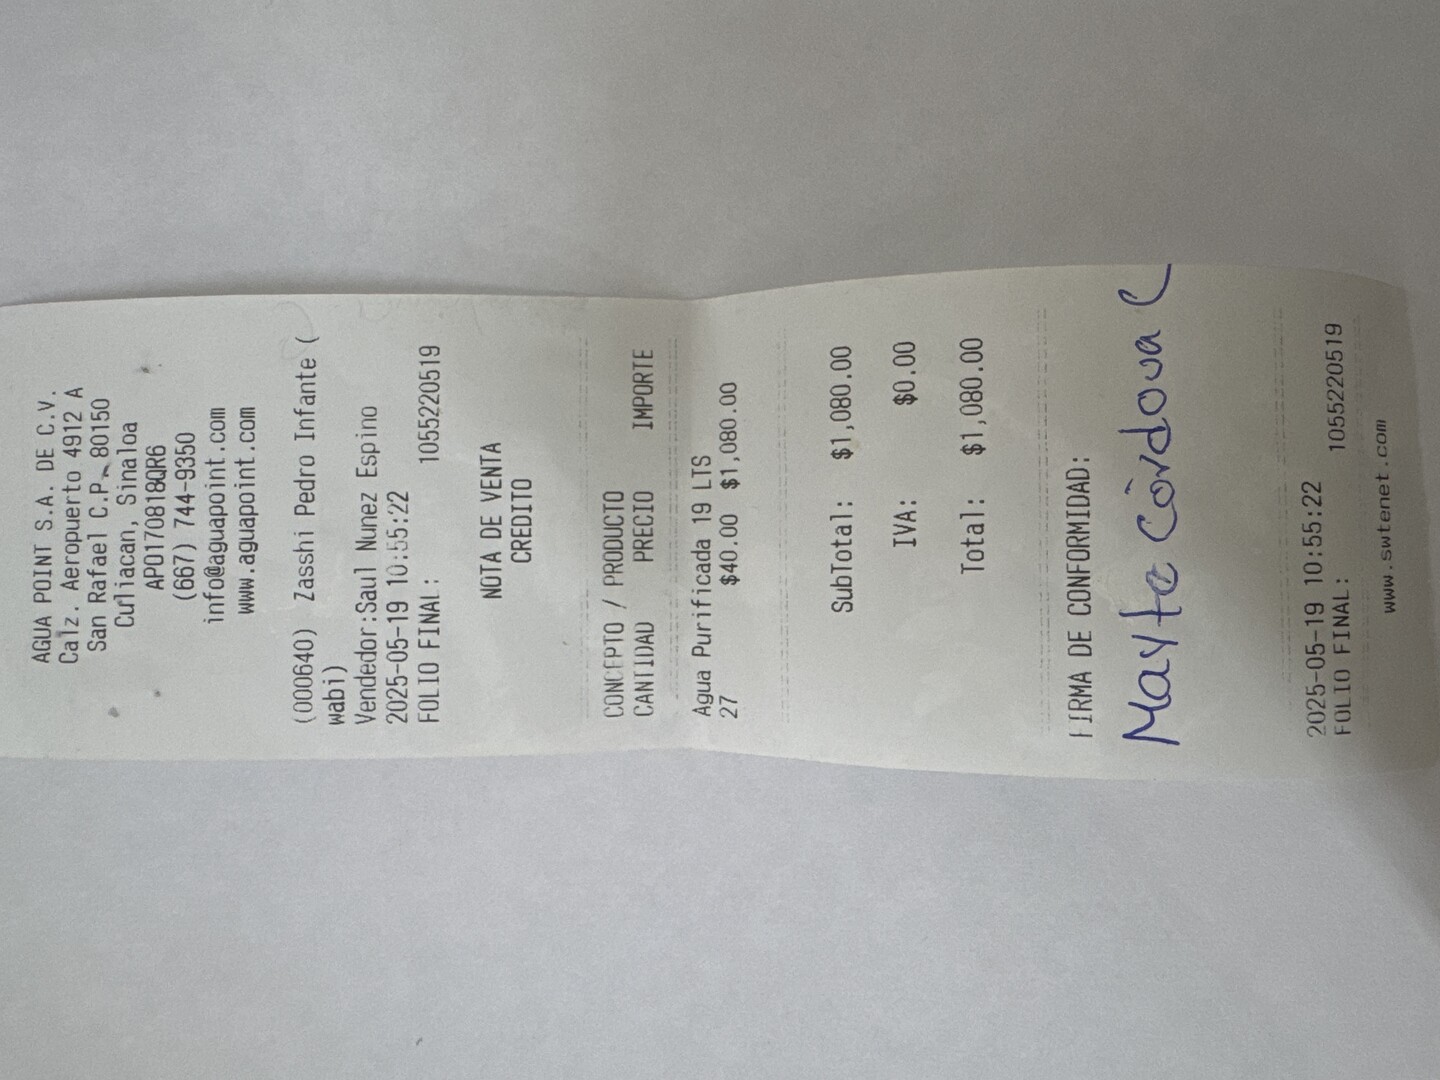 AGUA POINT S.A. DE C.V.
Calz. Aeropuerto 4912 A
San Rafael C.P. 80150
Culiacan, Sinaloa
APO170818QR6
(667) 744-9350
info@aguapoint.com
www.aguapoint.com
(000640) Zasshi Pedro Infante (
wabi)
Vendedor:Saul Nunez Espino
2025-05-19 10:55:22
FOLIO FINAL: 1055220519
NOTA DE VENTA
CREDITO
CONCEPTO / PRODUCTO
CANTIDAD PRECIO IMPORTE
Agua Purificada 19 LTS
27 $40.00 $1,080.00
SubTotal: $1,080.00
IVA: $0.00
Total: $1,080.00
FIRMA DE CONFORMIDAD:
Mayte Còrdova C
2025-05-19 10:55:22
FOLIO FINAL: 1055220519
www.swtenet.com